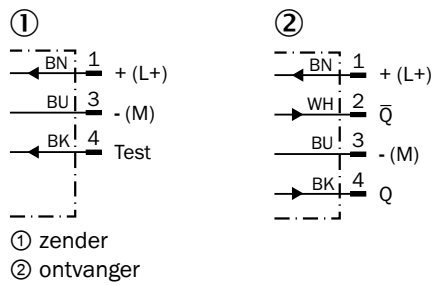 ①
BN 1 + (L+)
BU 3 - (M)
BK 4 Test
②
BN 1 + (L+)
WH 2 Q̅
BU 3 - (M)
BK 4 Q
① zender
② ontvanger